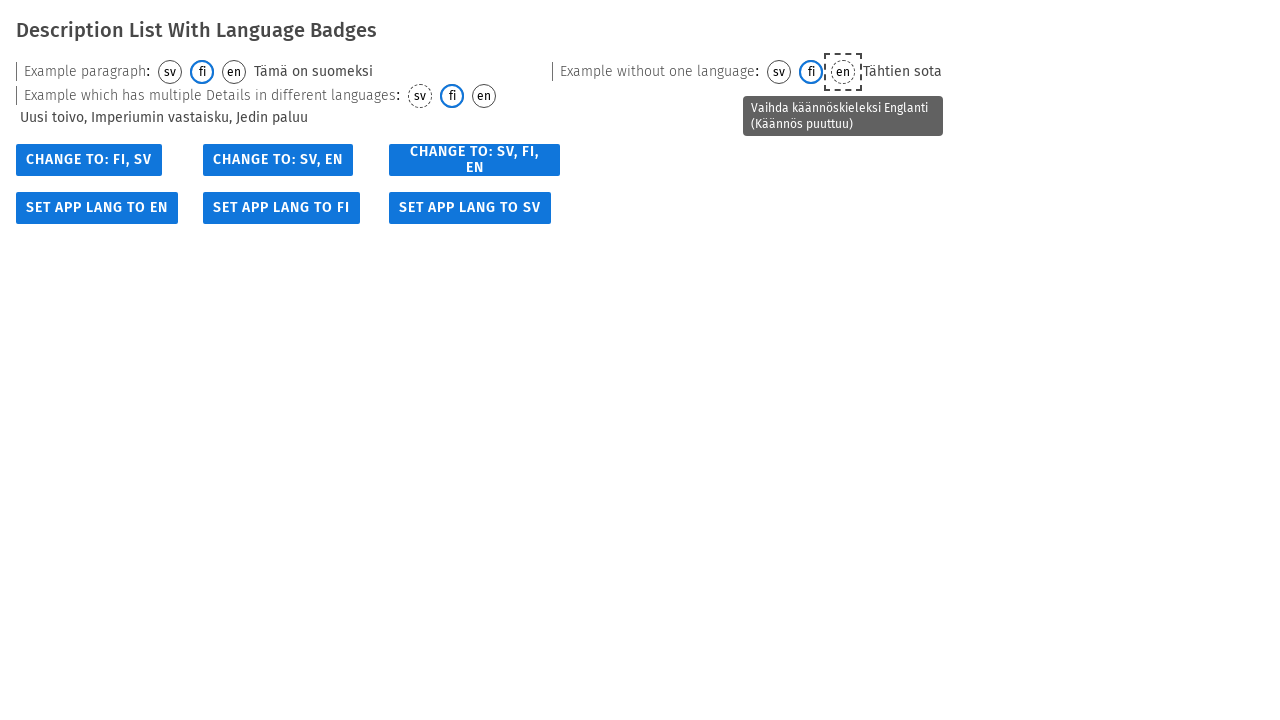 Description List With Language Badges
Example paragraph: sv fi en Tämä on suomeksi
Example without one language: sv fi en Tähtien sota
Example which has multiple Details in different languages: sv fi en
Uusi toivo, Imperiumin vastaisku, Jedin paluu
Vaihda käännöskieleksi Englanti
(Käännös puuttuu)
CHANGE TO: FI, SV
CHANGE TO: SV, EN
CHANGE TO: SV, FI,
EN
SET APP LANG TO EN
SET APP LANG TO FI
SET APP LANG TO SV